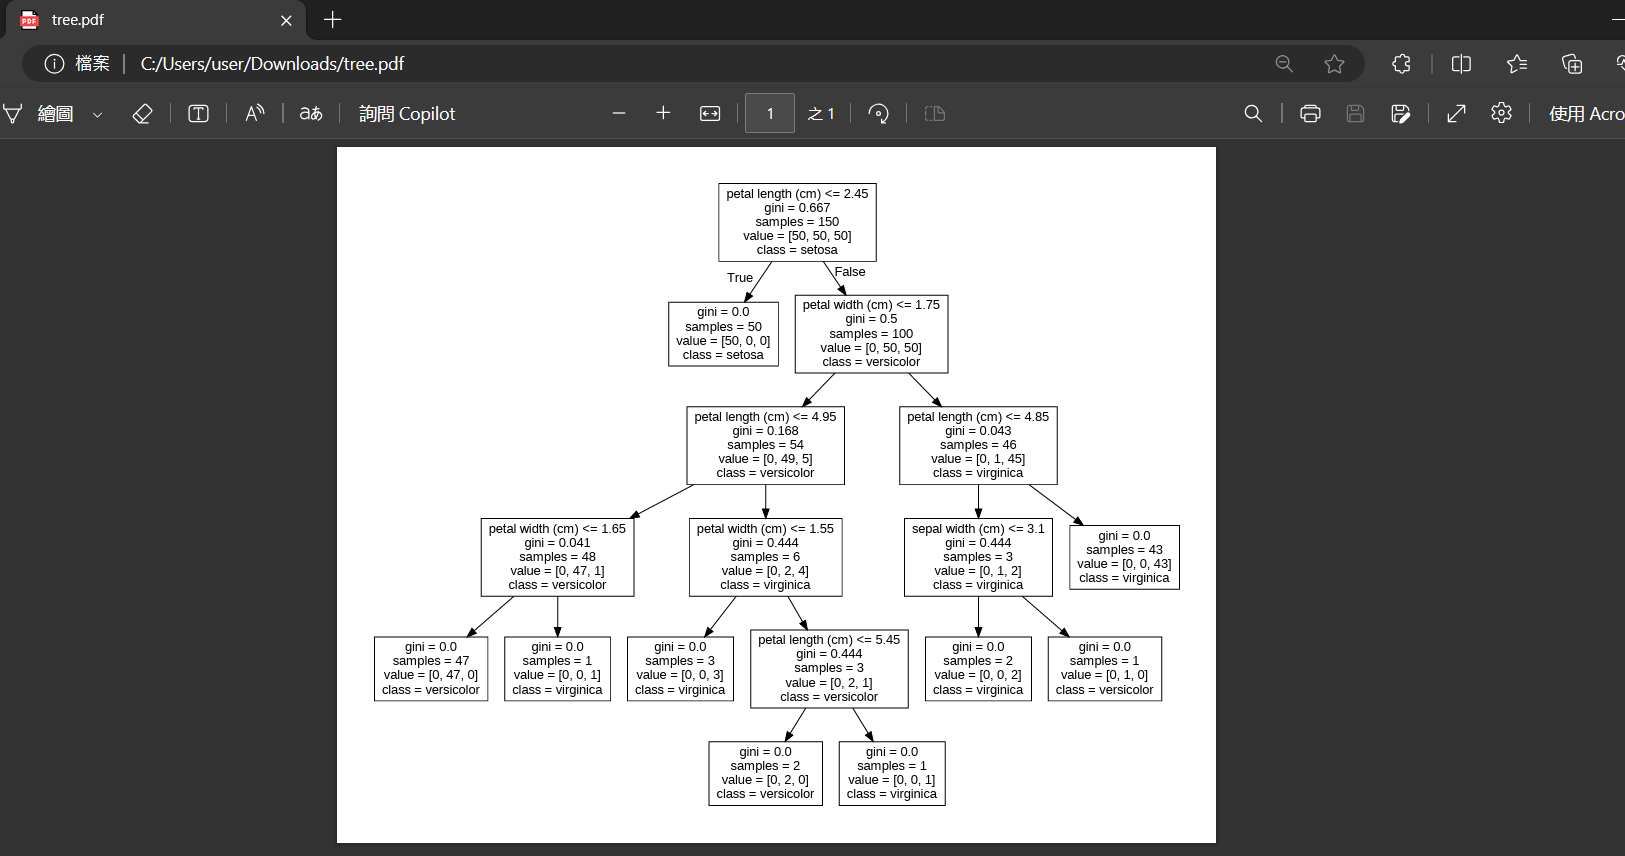 PDF
tree.pdf
檔案
C:/Users/user/Downloads/tree.pdf
繪圖
T
A
aあ
詢問 Copilot
1
之 1
使用 Acro
petal length (cm) <= 2.45
gini = 0.667
samples = 150
value = [50, 50, 50]
class = setosa
True
False
gini = 0.0
samples = 50
value = [50, 0, 0]
class = setosa
petal width (cm) <= 1.75
gini = 0.5
samples = 100
value = [0, 50, 50]
class = versicolor
petal length (cm) <= 4.95
gini = 0.168
samples = 54
value = [0, 49, 5]
class = versicolor
petal length (cm) <= 4.85
gini = 0.043
samples = 46
value = [0, 1, 45]
class = virginica
petal width (cm) <= 1.65
gini = 0.041
samples = 48
value = [0, 47, 1]
class = versicolor
petal width (cm) <= 1.55
gini = 0.444
samples = 6
value = [0, 2, 4]
class = virginica
sepal width (cm) <= 3.1
gini = 0.444
samples = 3
value = [0, 1, 2]
class = virginica
gini = 0.0
samples = 43
value = [0, 0, 43]
class = virginica
gini = 0.0
samples = 47
value = [0, 47, 0]
class = versicolor
gini = 0.0
samples = 1
value = [0, 0, 1]
class = virginica
gini = 0.0
samples = 3
value = [0, 0, 3]
class = virginica
petal length (cm) <= 5.45
gini = 0.444
samples = 3
value = [0, 2, 1]
class = versicolor
gini = 0.0
samples = 2
value = [0, 0, 2]
class = virginica
gini = 0.0
samples = 1
value = [0, 1, 0]
class = versicolor
gini = 0.0
samples = 2
value = [0, 2, 0]
class = versicolor
gini = 0.0
samples = 1
value = [0, 0, 1]
class = virginica